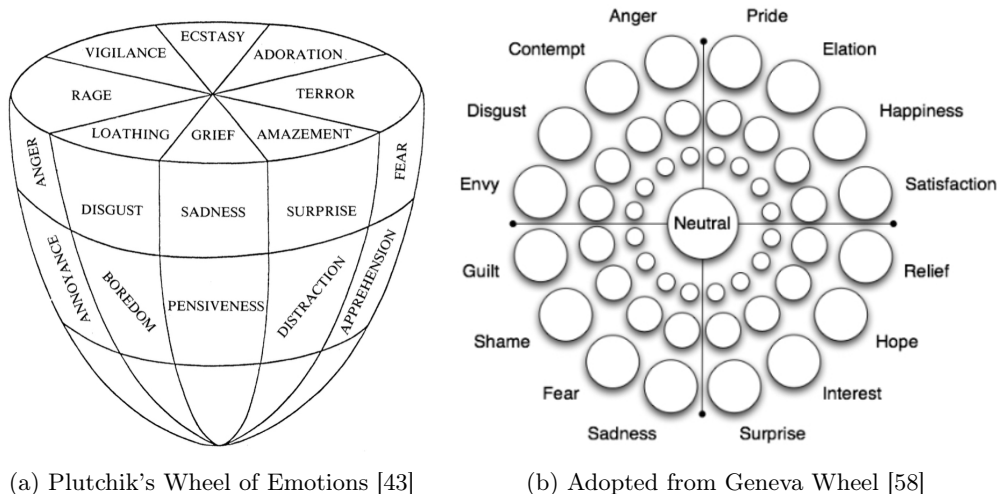 ECSTASY
VIGILANCE
ADORATION
RAGE
TERROR
LOATHING
GRIEF
AMAZEMENT
ANGER
FEAR
DISGUST
SADNESS
SURPRISE
ANNOYANCE
BOREDOM
PENSIVENESS
DISTRACTION
APPREHENSION
(a) Plutchik's Wheel of Emotions [43]
Anger
Pride
Contempt
Elation
Disgust
Happiness
Envy
Satisfaction
Neutral
Guilt
Relief
Shame
Hope
Fear
Interest
Sadness
Surprise
(b) Adopted from Geneva Wheel [58]